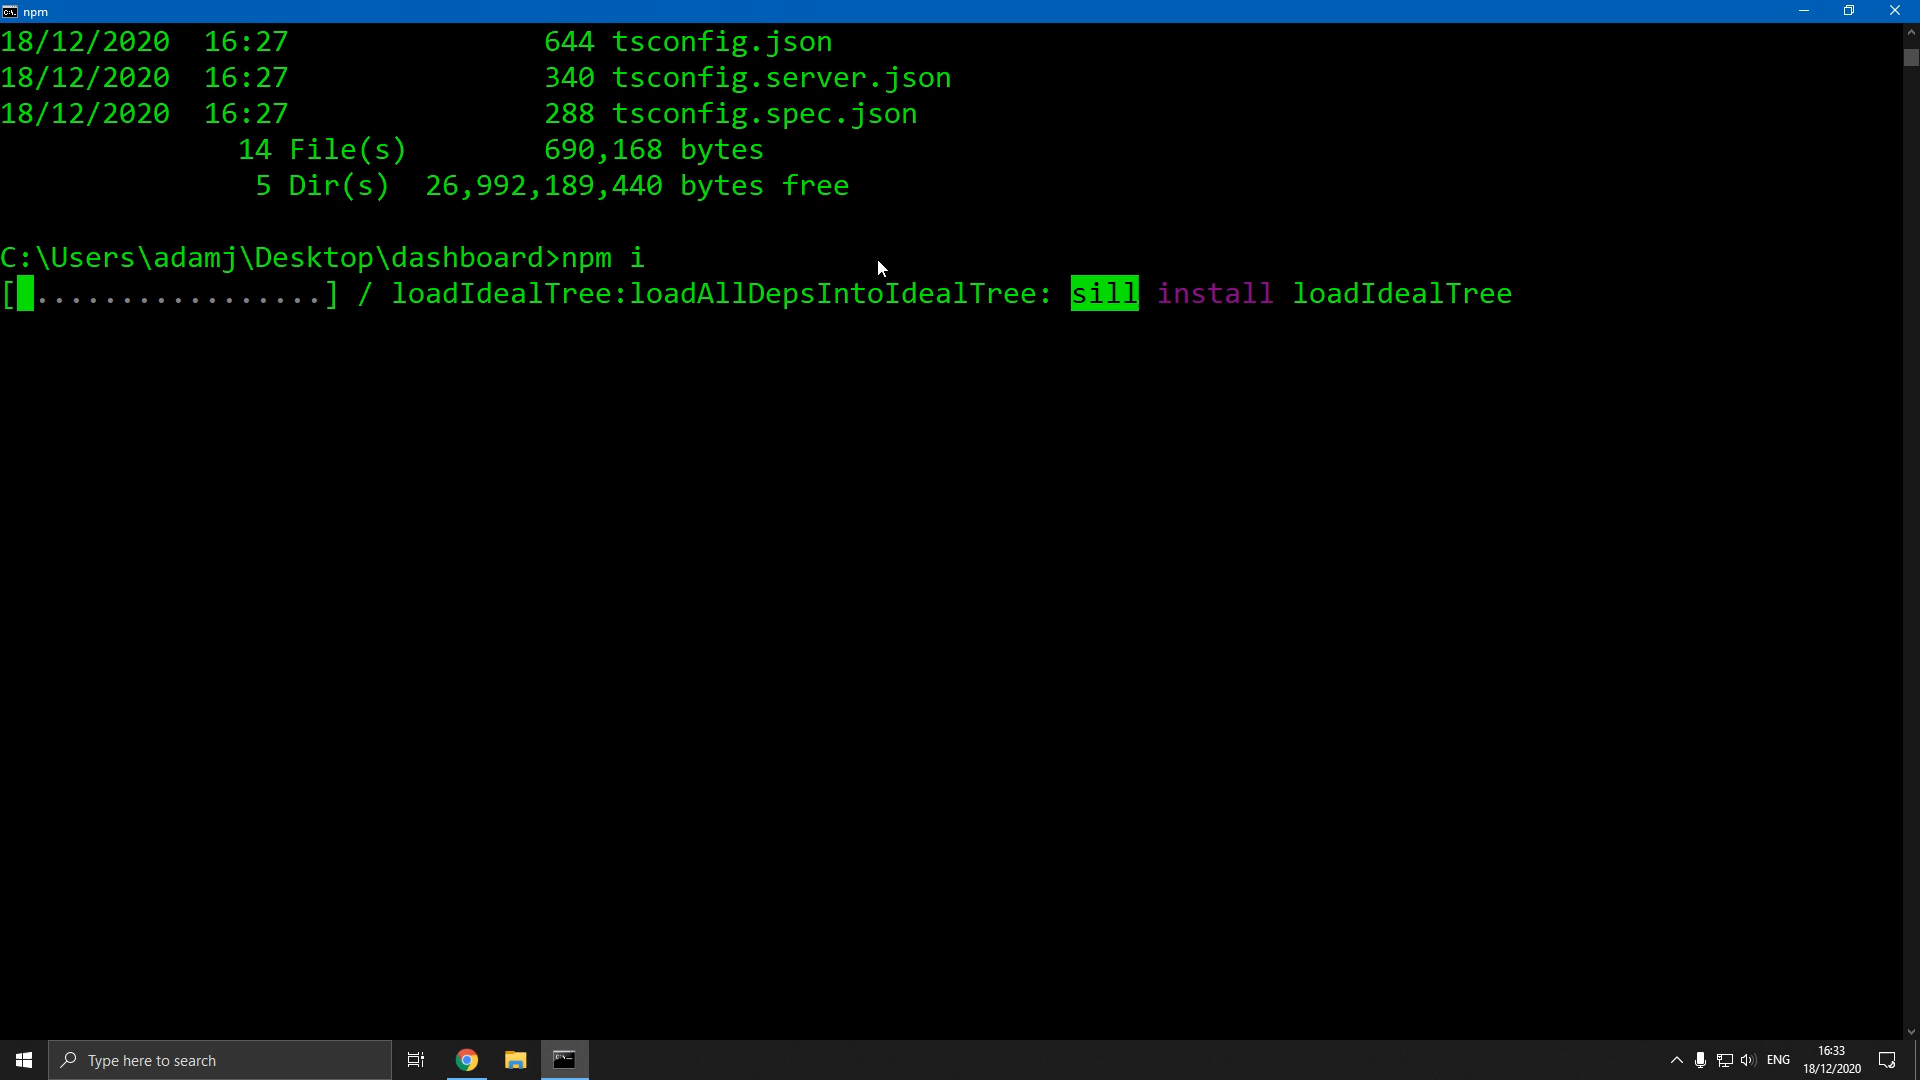 npm
18/12/2020  16:27               644 tsconfig.json
18/12/2020  16:27               340 tsconfig.server.json
18/12/2020  16:27               288 tsconfig.spec.json
              14 File(s)        690,168 bytes
               5 Dir(s)  26,992,189,440 bytes free
C:\Users\adamj\Desktop\dashboard>npm i
[ .................] / loadIdealTree:loadAllDepsIntoIdealTree: sill install loadIdealTree
Type here to search
ENG
16:33
18/12/2020